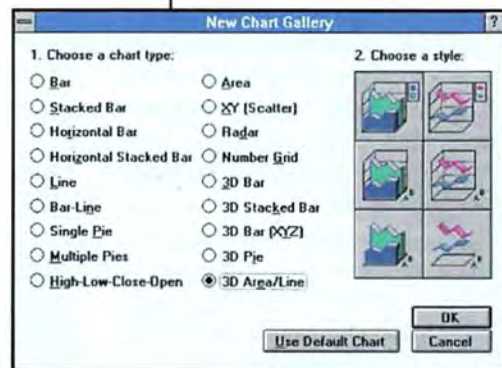 New Chart Gallery ?
1. Choose a chart type:
Bar
Stacked Bar
Horizontal Bar
Horizontal Stacked Bar
Line
Bar-Line
Single Pie
Multiple Pies
High-Low-Close-Open
Area
XY (Scatter)
Radar
Number Grid
3D Bar
3D Stacked Bar
3D Bar (XYZ)
3D Pie
3D Area/Line
2. Choose a style:
OK
Use Default Chart
Cancel